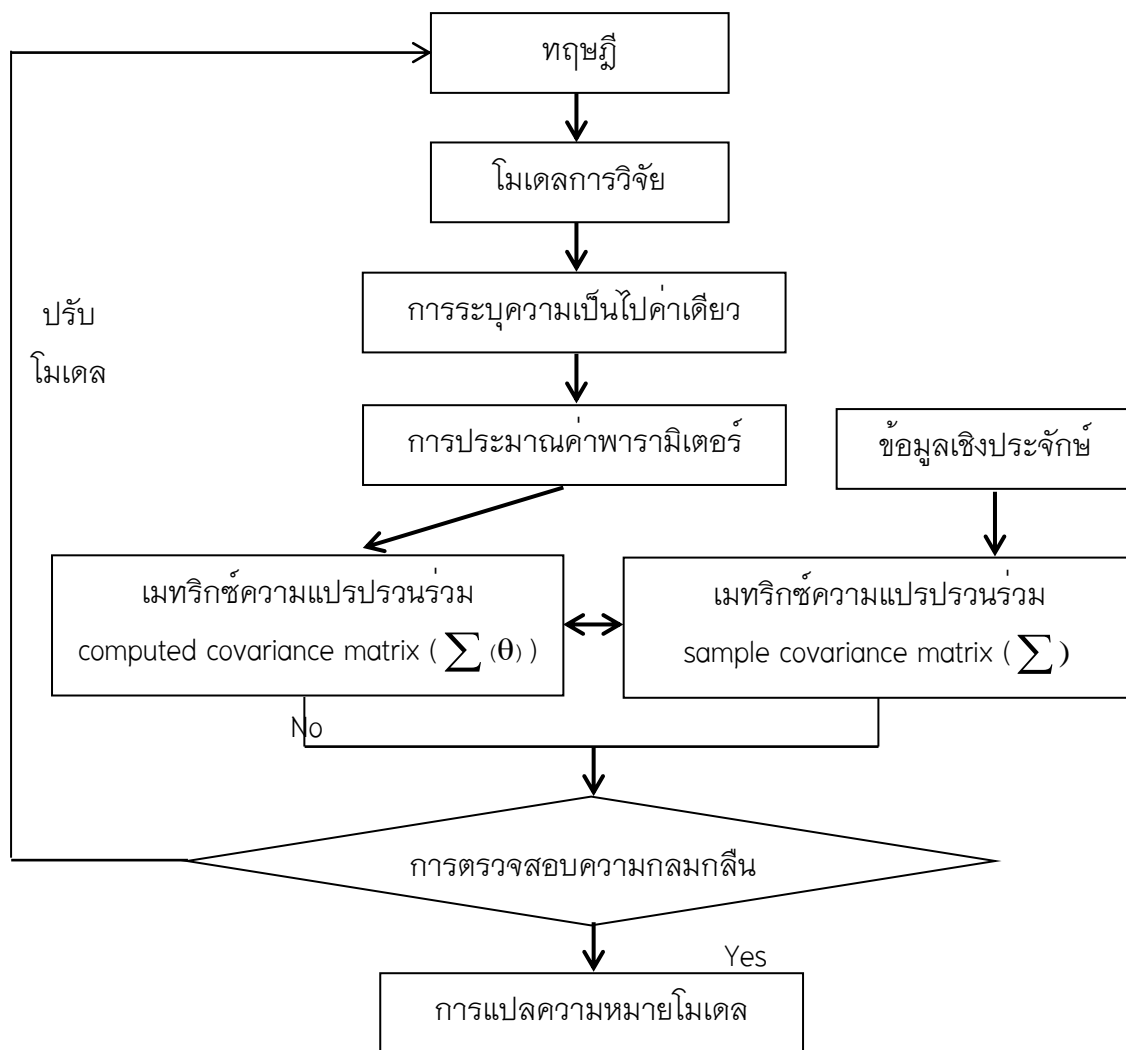 ทฤษฎี
โมเดลการวิจัย
การระบุความเป็นไปค่าเดียว
ปรับ
โมเดล
การประมาณค่าพารามิเตอร์
ข้อมูลเชิงประจักษ์
เมทริกซ์ความแปรปรวนร่วม
computed covariance matrix ( ∑ (θ) )
เมทริกซ์ความแปรปรวนร่วม
sample covariance matrix ( ∑ )
No
การตรวจสอบความกลมกลืน
Yes
การแปลความหมายโมเดล